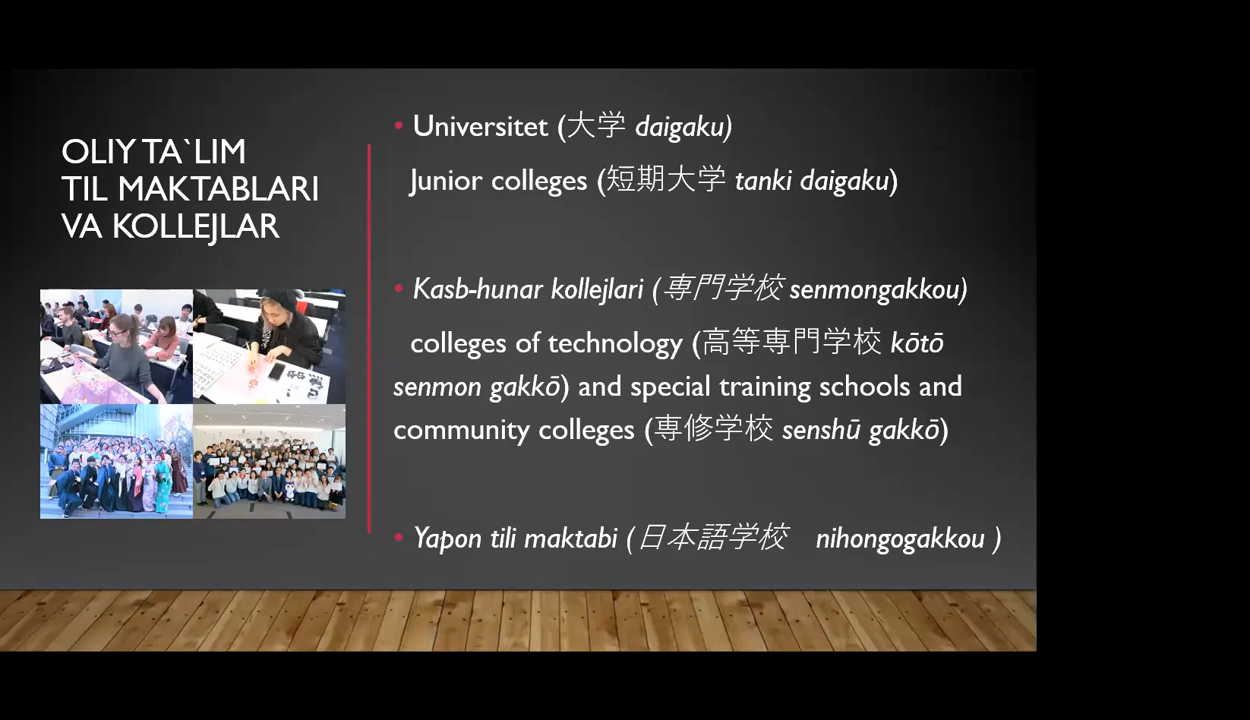 OLIY TA`LIM
TIL MAKTABLARI
VA KOLLEJLAR
• Universitet (大学 daigaku)
Junior colleges (短期大学 tanki daigaku)
• Kasb-hunar kollejlari (専門学校 senmongakkou)
colleges of technology (高等専門学校 kōtō
senmon gakkō) and special training schools and
community colleges (専修学校 senshū gakkō)
• Yapon tili maktabi (日本語学校　nihongogakkou )